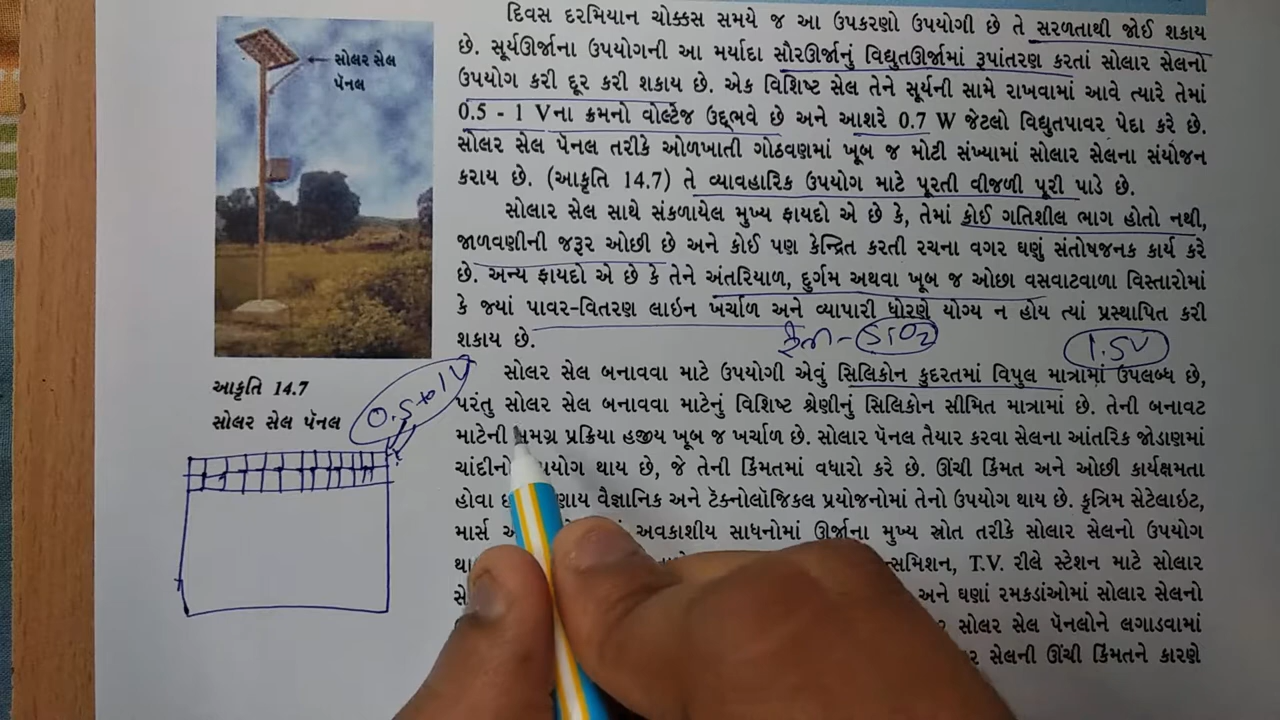 સોલર સેલ
પૅનલ
આકૃતિ 14.7
સોલર સેલ પૅનલ
0.5 to 1V
દિવસ દરમિયાન ચોક્કસ સમયે જ આ ઉપકરણો ઉપયોગી છે તે સરળતાથી જોઈ શકાય
છે. સૂર્યઊર્જાના ઉપયોગની આ મર્યાદા સૌરઊર્જાનું વિદ્યુતઊર્જામાં રૂપાંતરણ કરતાં સોલાર સેલનો
ઉપયોગ કરી દૂર કરી શકાય છે. એક વિશિષ્ટ સેલ તેને સૂર્યની સામે રાખવામાં આવે ત્યારે તેમાં
0.5 - 1 Vના ક્રમનો વોલ્ટેજ ઉદ્ભવે છે અને આશરે 0.7 W જેટલો વિદ્યુતપાવર પેદા કરે છે.
સોલર સેલ પૅનલ તરીકે ઓળખાતી ગોઠવણમાં ખૂબ જ મોટી સંખ્યામાં સોલાર સેલના સંયોજન
કરાય છે. (આકૃતિ 14.7) તે વ્યાવહારિક ઉપયોગ માટે પૂરતી વીજળી પૂરી પાડે છે.
સોલાર સેલ સાથે સંકળાયેલ મુખ્ય ફાયદો એ છે કે, તેમાં કોઈ ગતિશીલ ભાગ હોતો નથી,
જાળવણીની જરૂર ઓછી છે અને કોઈ પણ કેન્દ્રિત કરતી રચના વગર ઘણું સંતોષજનક કાર્ય કરે
છે. અન્ય ફાયદો એ છે કે તેને અંતરિયાળ, દુર્ગમ અથવા ખૂબ જ ઓછા વસવાટવાળા વિસ્તારોમાં
કે જ્યાં પાવર-વિતરણ લાઇન ખર્ચાળ અને વ્યાપારી ધોરણે યોગ્ય ન હોય ત્યાં પ્રસ્થાપિત કરી
શકાય છે.
SiO2
1.5V
સોલર સેલ બનાવવા માટે ઉપયોગી એવું સિલિકોન કુદરતમાં વિપુલ માત્રામાં ઉપલબ્ધ છે,
પરંતુ સોલર સેલ બનાવવા માટેનું વિશિષ્ટ શ્રેણીનું સિલિકોન સીમિત માત્રામાં છે. તેની બનાવટ
માટેની સમગ્ર પ્રક્રિયા હજીય ખૂબ જ ખર્ચાળ છે. સોલાર પૅનલ તૈયાર કરવા સેલના આંતરિક જોડાણમાં
ચાંદીનો ઉપયોગ થાય છે, જે તેની કિંમતમાં વધારો કરે છે. ઊંચી કિંમત અને ઓછી કાર્યક્ષમતા
હોવા વૈજ્ઞાનિક અને ટૅક્નોલૉજિકલ પ્રયોજનોમાં તેનો ઉપયોગ થાય છે. કૃત્રિમ સેટેલાઇટ,
માર્સ અવકાશીય સાધનોમાં ઊર્જાના મુખ્ય સ્રોત તરીકે સોલાર સેલનો ઉપયોગ
T.V. રીલે સ્ટેશન માટે સોલાર
અને ઘણાં રમકડાંઓમાં સોલાર સેલનો
સોલર સેલ પૅનલોને લગાડવામાં
સેલની ઊંચી કિંમતને કારણે